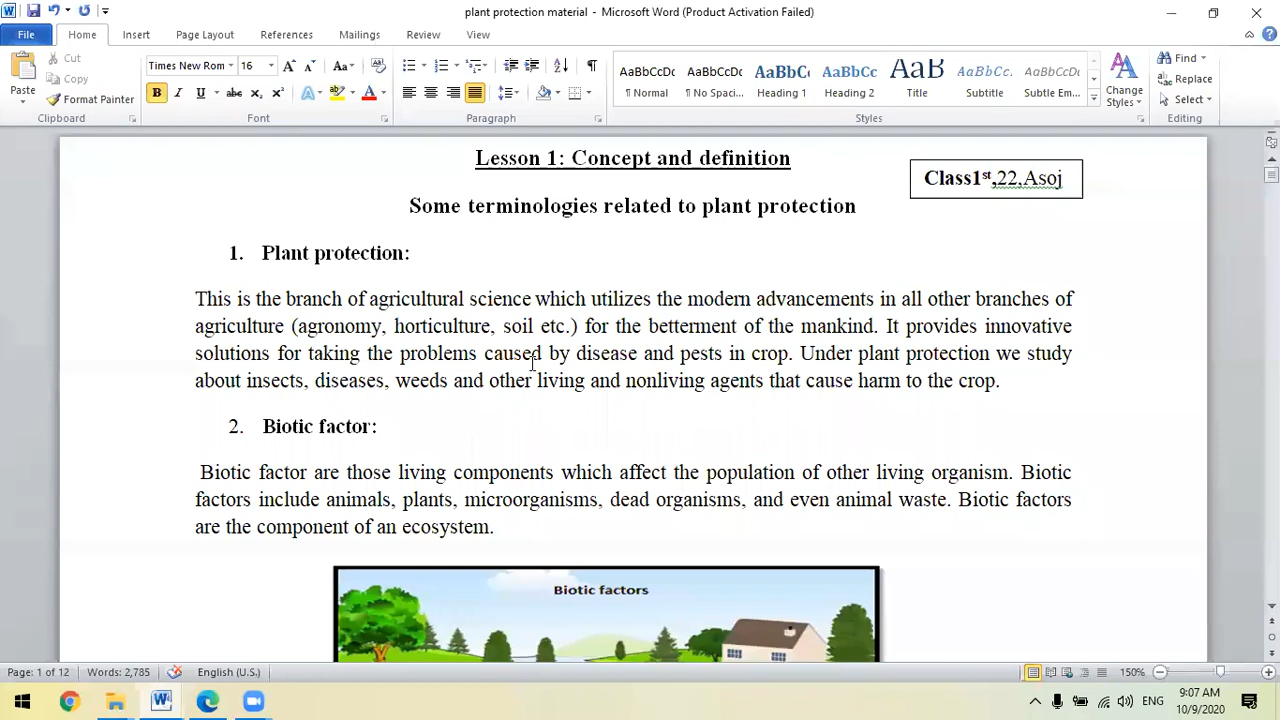 plant protection material - Microsoft Word (Product Activation Failed)
File Home Insert Page Layout References Mailings Review View
Cut
Copy
Paste
Format Painter
Clipboard
Times New Rom 16
Font
Paragraph
AaBbCcDc AaBbCcDc AaBbCc AaBbCc AaB AaBbCcL AaBbCcDc
¶ Normal ¶ No Spaci... Heading 1 Heading 2 Title Subtitle Subtle Em...
Styles
Change
Styles
Find
Replace
Select
Editing
Lesson 1: Concept and definition
Class1st,22,Asoj
Some terminologies related to plant protection
1. Plant protection:
This is the branch of agricultural science which utilizes the modern advancements in all other branches of
agriculture (agronomy, horticulture, soil etc.) for the betterment of the mankind. It provides innovative
solutions for taking the problems caused by disease and pests in crop. Under plant protection we study
about insects, diseases, weeds and other living and nonliving agents that cause harm to the crop.
2. Biotic factor:
Biotic factor are those living components which affect the population of other living organism. Biotic
factors include animals, plants, microorganisms, dead organisms, and even animal waste. Biotic factors
are the component of an ecosystem.
Biotic factors
Page: 1 of 12 Words: 2,785 English (U.S.) 150%
ENG
9:07 AM
10/9/2020